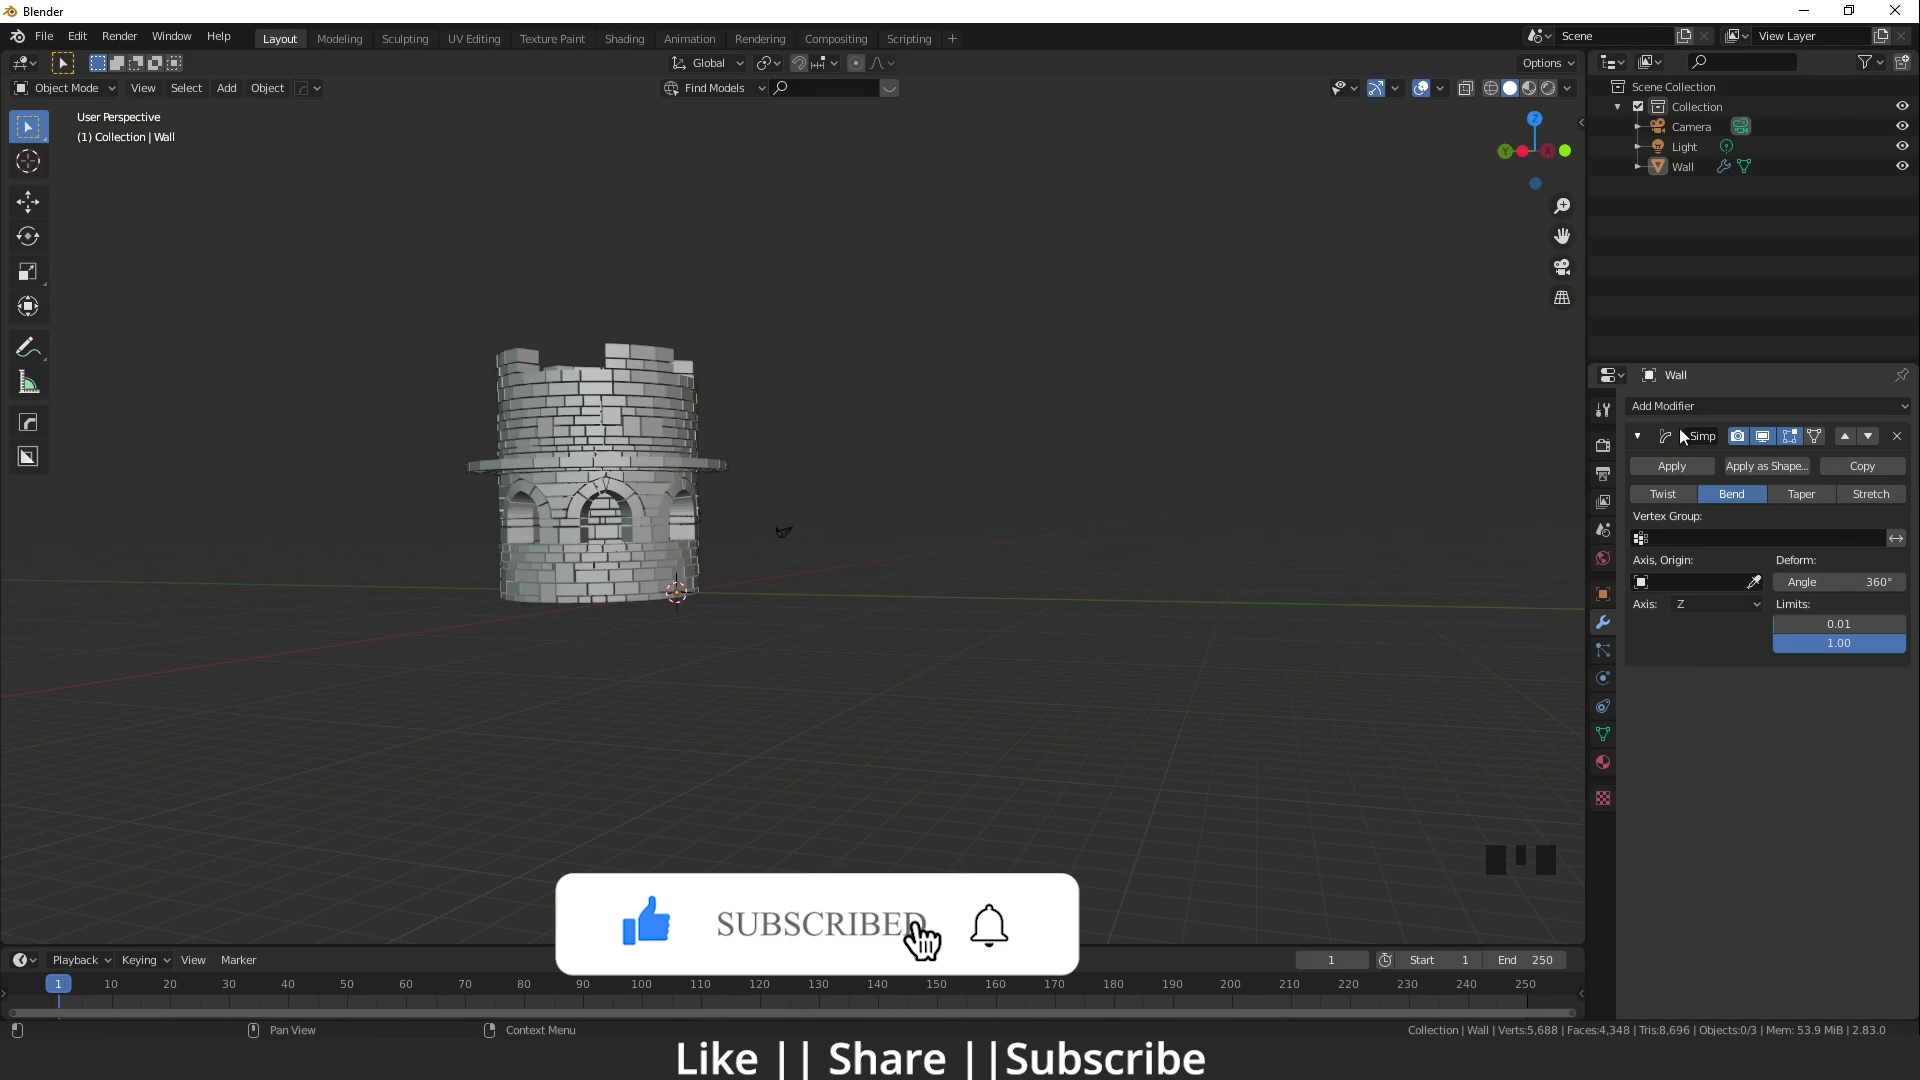 Blender
File Edit Render Window Help Layout Modeling Sculpting UV Editing Texture Paint Shading Animation Rendering Compositing Scripting + Scene View Layer
Global Options
Object Mode View Select Add Object Find Models
User Perspective
(1) Collection | Wall
Z
Y X
Scene Collection
Collection
Camera
Light
Wall
Wall
Add Modifier
Simp
Apply Apply as Shape... Copy
Twist Bend Taper Stretch
Vertex Group:
Axis, Origin: Deform:
Angle 360°
Axis: Z Limits:
0.01
1.00
SUBSCRIBED
Playback Keying View Marker 1 Start 1 End 250
1 10 20 30 40 50 60 70 80 90 100 110 120 130 140 150 160 170 180 190 200 210 220 230 240 250
Pan View Context Menu Collection | Wall | Verts:5,688 | Faces:4,348 | Tris:8,696 | Objects:0/3 | Mem: 53.9 MiB | 2.83.0
Like || Share ||Subscribe